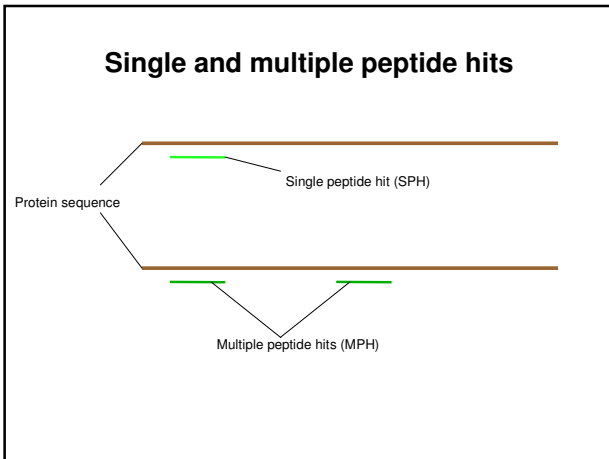 Single and multiple peptide hits
Single peptide hit (SPH)
Protein sequence
Multiple peptide hits (MPH)